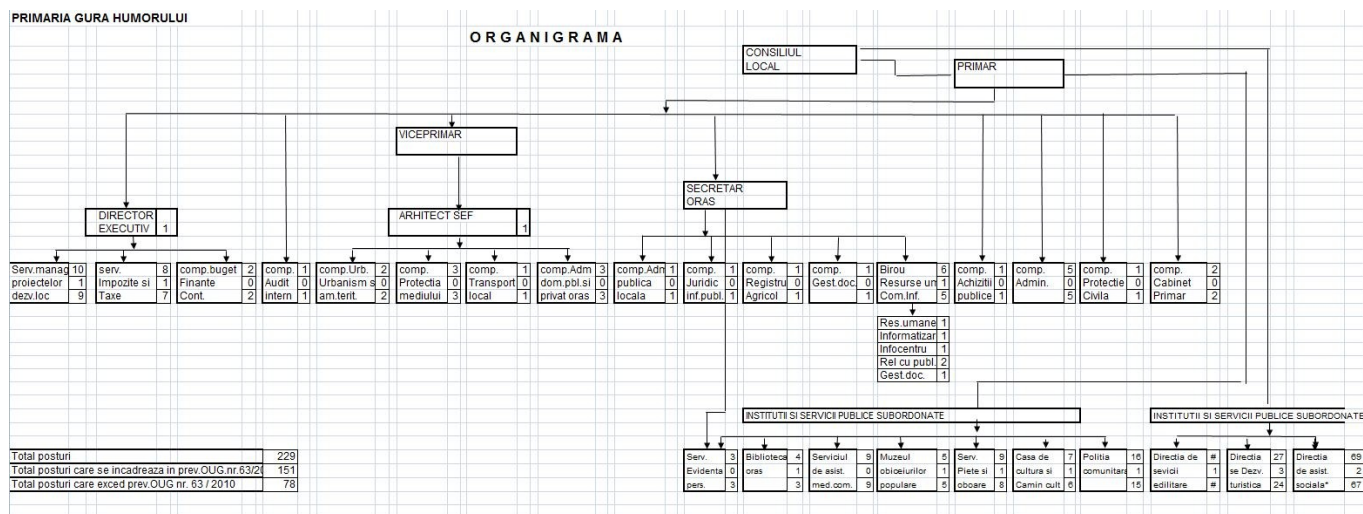 PRIMARIA GURA HUMORULUI
O R G A N I G R A M A
CONSILIUL
LOCAL
PRIMAR
VICEPRIMAR
SECRETAR
ORAS
DIRECTOR
EXECUTIV 1
ARHITECT SEF
1
Serv.manag 10
proiectelor 1
dezv.loc 9
serv. 8
Impozite si 1
Taxe 7
comp.buget 2
Finante 0
Cont. 2
comp. 1
Audit 0
intern 1
comp.Urb. 2
Urbanism s 0
am.terit. 2
comp. 3
Protectia 0
mediului 3
comp. 1
Transport 0
local 1
comp.Adm 3
dom.pbl.si 0
privat oras 3
comp.Adm 1
publica 0
locala 1
comp. 1
Juridic 0
inf.publ. 1
comp. 1
Registru 0
Agricol 1
comp. 1
Gest.doc. 0
1
Birou 6
Resurse um 1
Com.Inf. 5
comp. 1
Achizitii 0
publice 1
comp. 5
Admin. 0
5
comp. 1
Protectie 0
Civila 1
comp. 2
Cabinet 0
Primar 2
Res.umane 1
Informatizar 1
Infocentru 1
Rel cu publ. 2
Gest.doc. 1
INSTITUTII SI SERVICII PUBLICE SUBORDONATE
INSTITUTII SI SERVICII PUBLICE SUBORDONATE
Serv. 3
Evidenta 0
pers. 3
Biblioteca 4
oras 1
3
Serviciul 9
de asist. 0
med.com. 9
Muzeul 5
obiceiurilor 1
populare 5
Serv. 9
Piete si 1
oboare 8
Casa de 7
cultura si 1
Camin cult 6
Politia 16
comunitara 1
15
Directia de #
sevicii 1
edilitare #
Directia 27
se Dezv. 3
turistica 24
Directia 69
de asist. 2
sociala* 67
Total posturi 229
Total posturi care se incadreaza in prev.OUG nr.63/20 151
Total posturi care exced prev.OUG nr. 63 / 2010 78